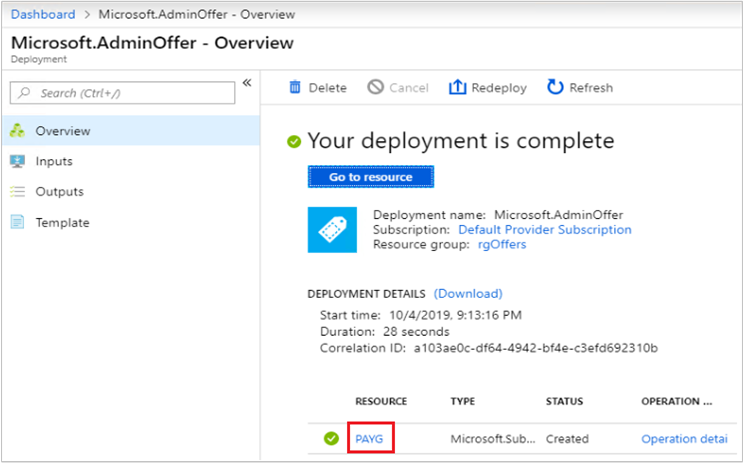 Dashboard > Microsoft.AdminOffer - Overview
Microsoft.AdminOffer - Overview
Deployment
Search (Ctrl+/)
«
Overview
Inputs
Outputs
Template
Delete Cancel Redeploy Refresh
Your deployment is complete
Go to resource
Deployment name: Microsoft.AdminOffer
Subscription: Default Provider Subscription
Resource group: rgOffers
DEPLOYMENT DETAILS (Download)
Start time: 10/4/2019, 9:13:16 PM
Duration: 28 seconds
Correlation ID: a103ae0c-df64-4942-bf4e-c3efd692310b
RESOURCE TYPE STATUS OPERATION ...
PAYG Microsoft.Sub... Created Operation detai